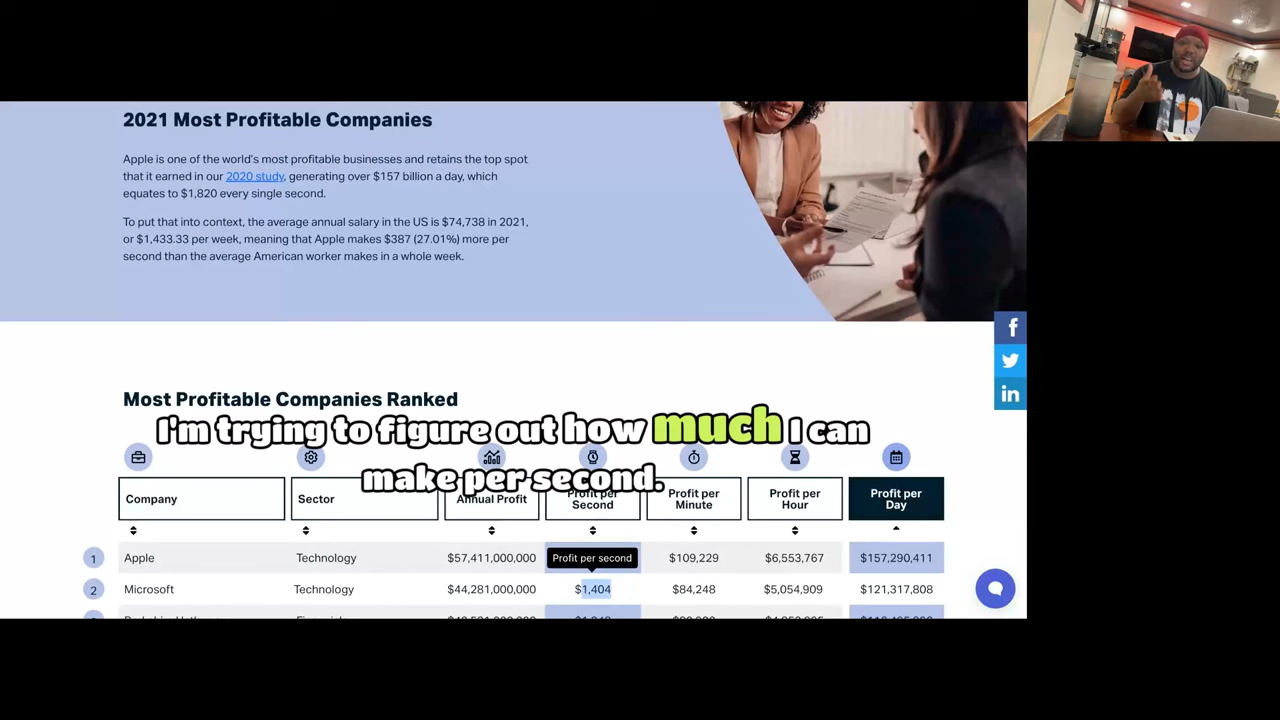 2021 Most Profitable Companies
Apple is one of the world's most profitable businesses and retains the top spot
that it earned in our 2020 study, generating over $157 billion a day, which
equates to $1,820 every single second.
To put that into context, the average annual salary in the US is $74,738 in 2021,
or $1,433.33 per week, meaning that Apple makes $387 (27.01%) more per
second than the average American worker makes in a whole week.
f
in
Most Profitable Companies Ranked
I'm trying to figure out how much I can
make per second.
Company Sector Annual Profit Profit per Second Profit per Minute Profit per Hour Profit per Day
1 Apple Technology $57,411,000,000 Profit per second $109,229 $6,553,767 $157,290,411
2 Microsoft Technology $44,281,000,000 $1,404 $84,248 $5,054,909 $121,317,808